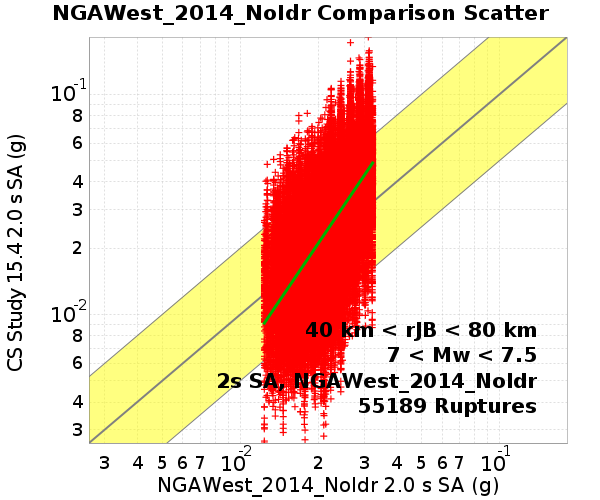 NGAWest_2014_NoIdr Comparison Scatter
CS Study 15.4 2.0 s SA (g)
10⁻¹
8
6
4
3
2
10⁻²
8
6
4
3
40 km < rJB < 80 km
7 < Mw < 7.5
2s SA, NGAWest_2014_NoIdr
55189 Ruptures
3 4 5 6 7 10⁻² 2 3 4 5 6 7 10⁻¹
NGAWest_2014_NoIdr 2.0 s SA (g)